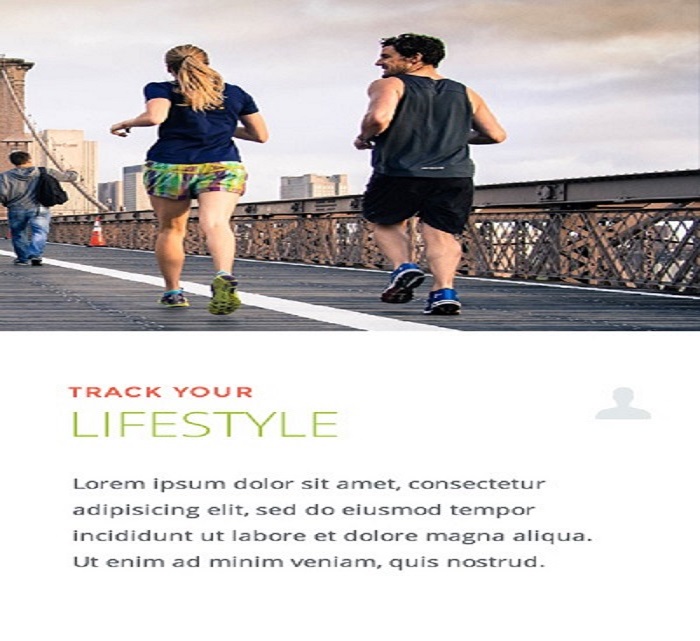 TRACK YOUR
LIFESTYLE
Lorem ipsum dolor sit amet, consectetur
adipisicing elit, sed do eiusmod tempor
incididunt ut labore et dolore magna aliqua.
Ut enim ad minim veniam, quis nostrud.